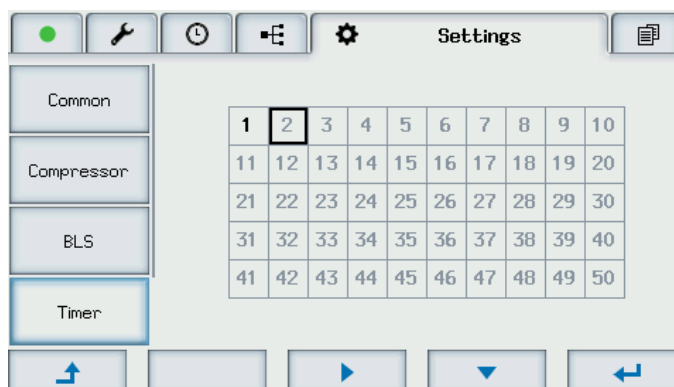 Settings
Common
Compressor
BLS
Timer
1 2 3 4 5 6 7 8 9 10
11 12 13 14 15 16 17 18 19 20
21 22 23 24 25 26 27 28 29 30
31 32 33 34 35 36 37 38 39 40
41 42 43 44 45 46 47 48 49 50